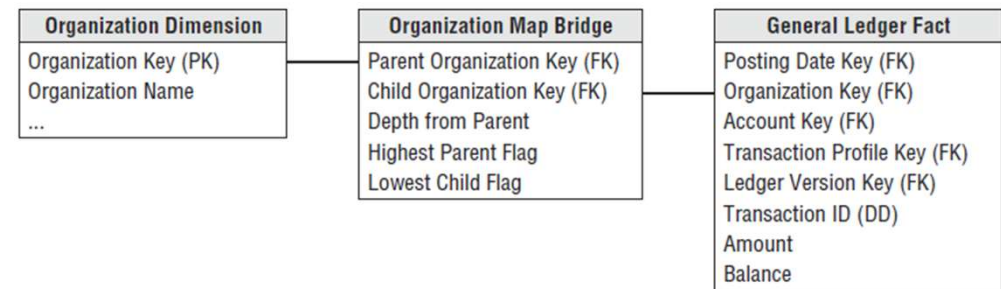 Organization Dimension
Organization Key (PK)
Organization Name
...
Organization Map Bridge
Parent Organization Key (FK)
Child Organization Key (FK)
Depth from Parent
Highest Parent Flag
Lowest Child Flag
General Ledger Fact
Posting Date Key (FK)
Organization Key (FK)
Account Key (FK)
Transaction Profile Key (FK)
Ledger Version Key (FK)
Transaction ID (DD)
Amount
Balance